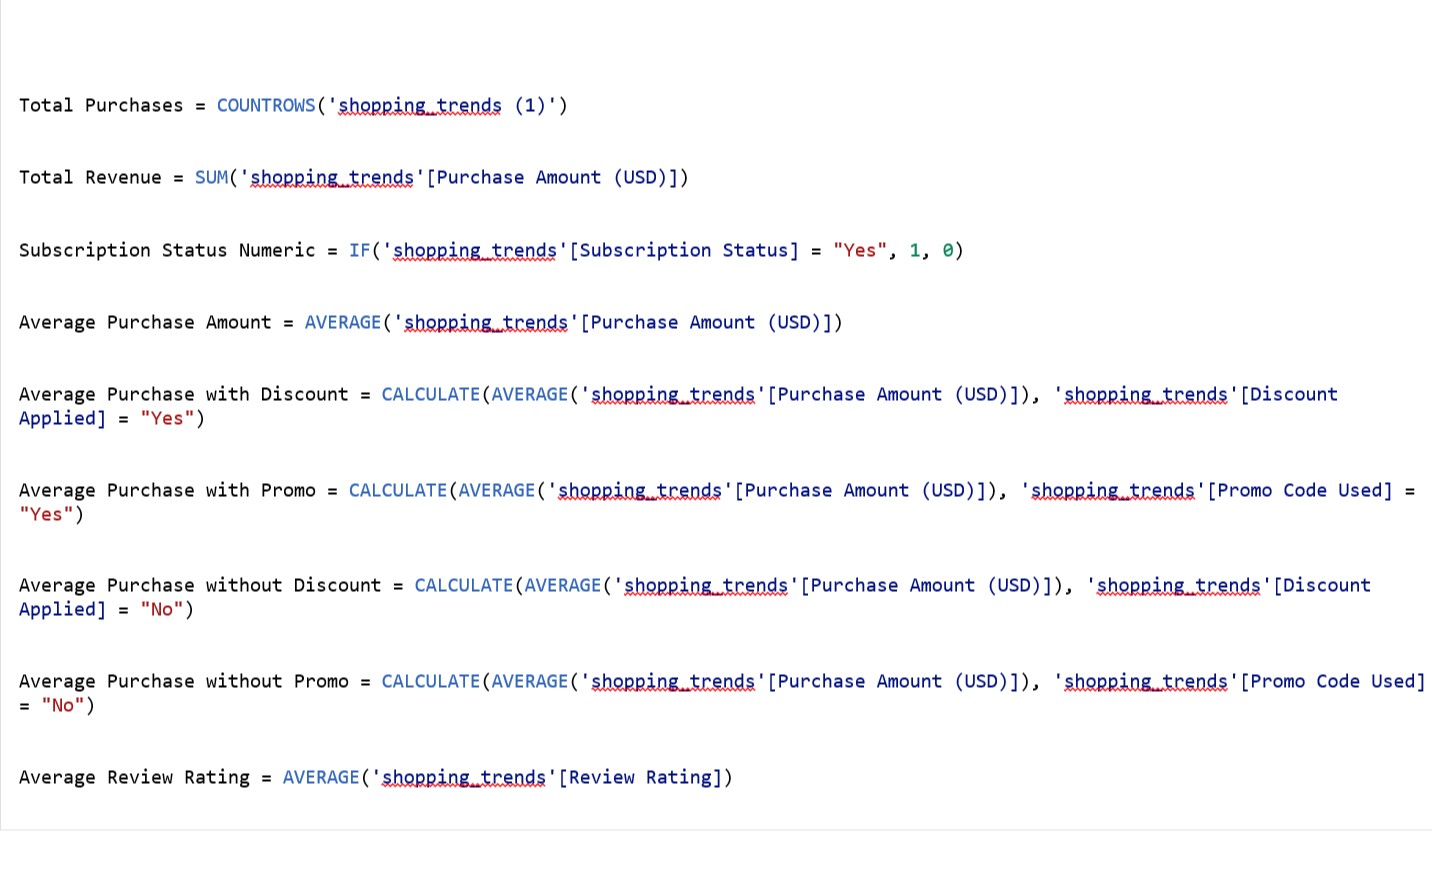 Total Purchases = COUNTROWS('shopping_trends (1)')
Total Revenue = SUM('shopping_trends'[Purchase Amount (USD)])
Subscription Status Numeric = IF('shopping_trends'[Subscription Status] = "Yes", 1, 0)
Average Purchase Amount = AVERAGE('shopping_trends'[Purchase Amount (USD)])
Average Purchase with Discount = CALCULATE(AVERAGE('shopping_trends'[Purchase Amount (USD)]), 'shopping_trends'[Discount
Applied] = "Yes")
Average Purchase with Promo = CALCULATE(AVERAGE('shopping_trends'[Purchase Amount (USD)]), 'shopping_trends'[Promo Code Used] =
"Yes")
Average Purchase without Discount = CALCULATE(AVERAGE('shopping_trends'[Purchase Amount (USD)]), 'shopping_trends'[Discount
Applied] = "No")
Average Purchase without Promo = CALCULATE(AVERAGE('shopping_trends'[Purchase Amount (USD)]), 'shopping_trends'[Promo Code Used]
= "No")
Average Review Rating = AVERAGE('shopping_trends'[Review Rating])